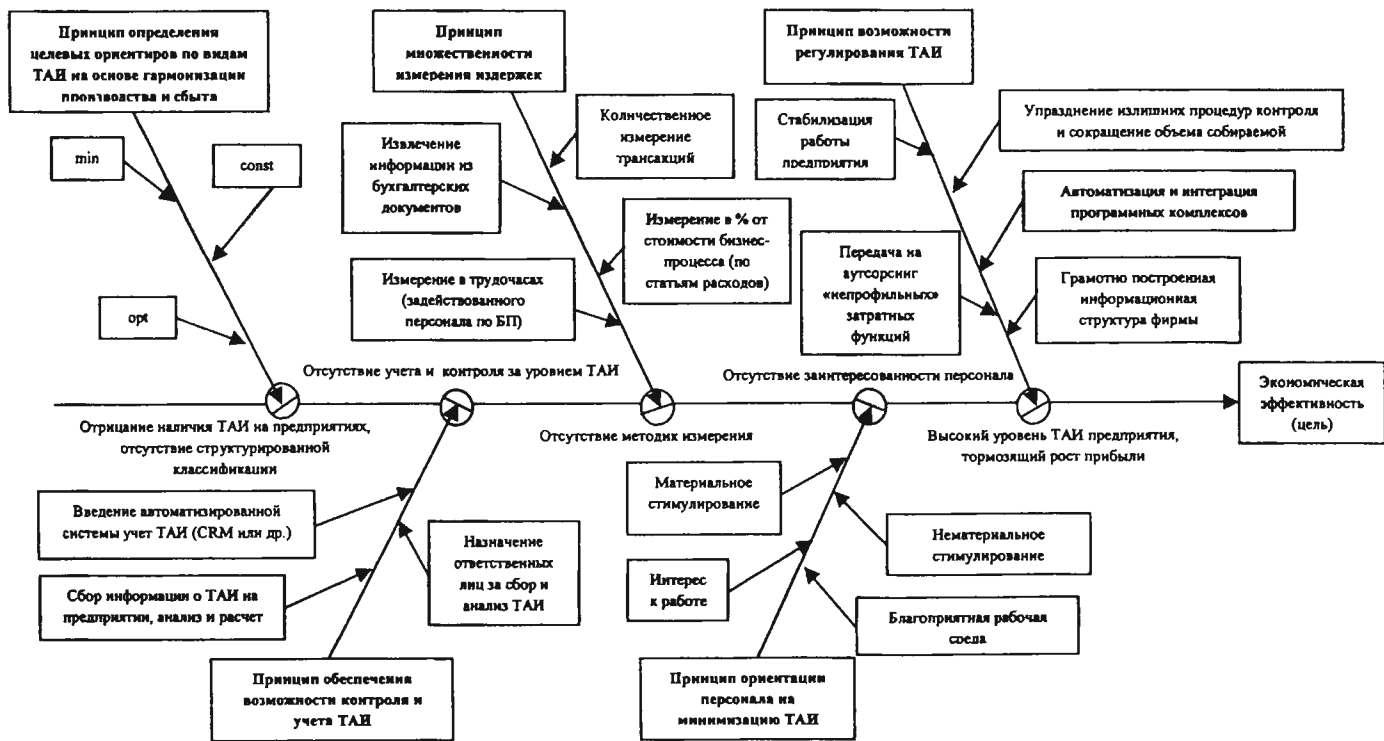 Принцип определения
целевых ориентиров по видам
ТАИ на основе гармонизации
производства и сбыта
Принцип
множественности
измерения издержек
Принцип возможности
регулирования ТАИ
min
const
opt
Извлечение
информации из
бухгалтерских
документов
Количественное
измерение
трансакций
Измерение в трудочасах
(задействованного
персонала по БП)
Измерение в % от
стоимости бизнес-
процесса (по
статьям расходов)
Стабилизация
работы
предприятия
Упразднение излишних процедур контроля
и сокращение объема собираемой
Автоматизация и интеграция
программных комплексов
Передача на
аутсорсинг
«непрофильных»
затратных
функций
Грамотно построенная
информационная
структура фирмы
Отсутствие учета и контроля за уровнем ТАИ
Отсутствие заинтересованности персонала
Экономическая
эффективность
(цель)
Отрицание наличия ТАИ на предприятиях,
отсутствие структурированной
классификации
Отсутствие методик измерения
Высокий уровень ТАИ предприятия,
тормозящий рост прибыли
Введение автоматизированной
системы учет ТАИ (CRM или др.)
Сбор информации о ТАИ на
предприятии, анализ и расчет
Назначение
ответственных
лиц за сбор и
анализ ТАИ
Материальное
стимулирование
Нематериальное
стимулирование
Интерес
к работе
Благоприятная рабочая
среда
Принцип обеспечения
возможности контроля и
учета ТАИ
Принцип ориентации
персонала на
минимизацию ТАИ